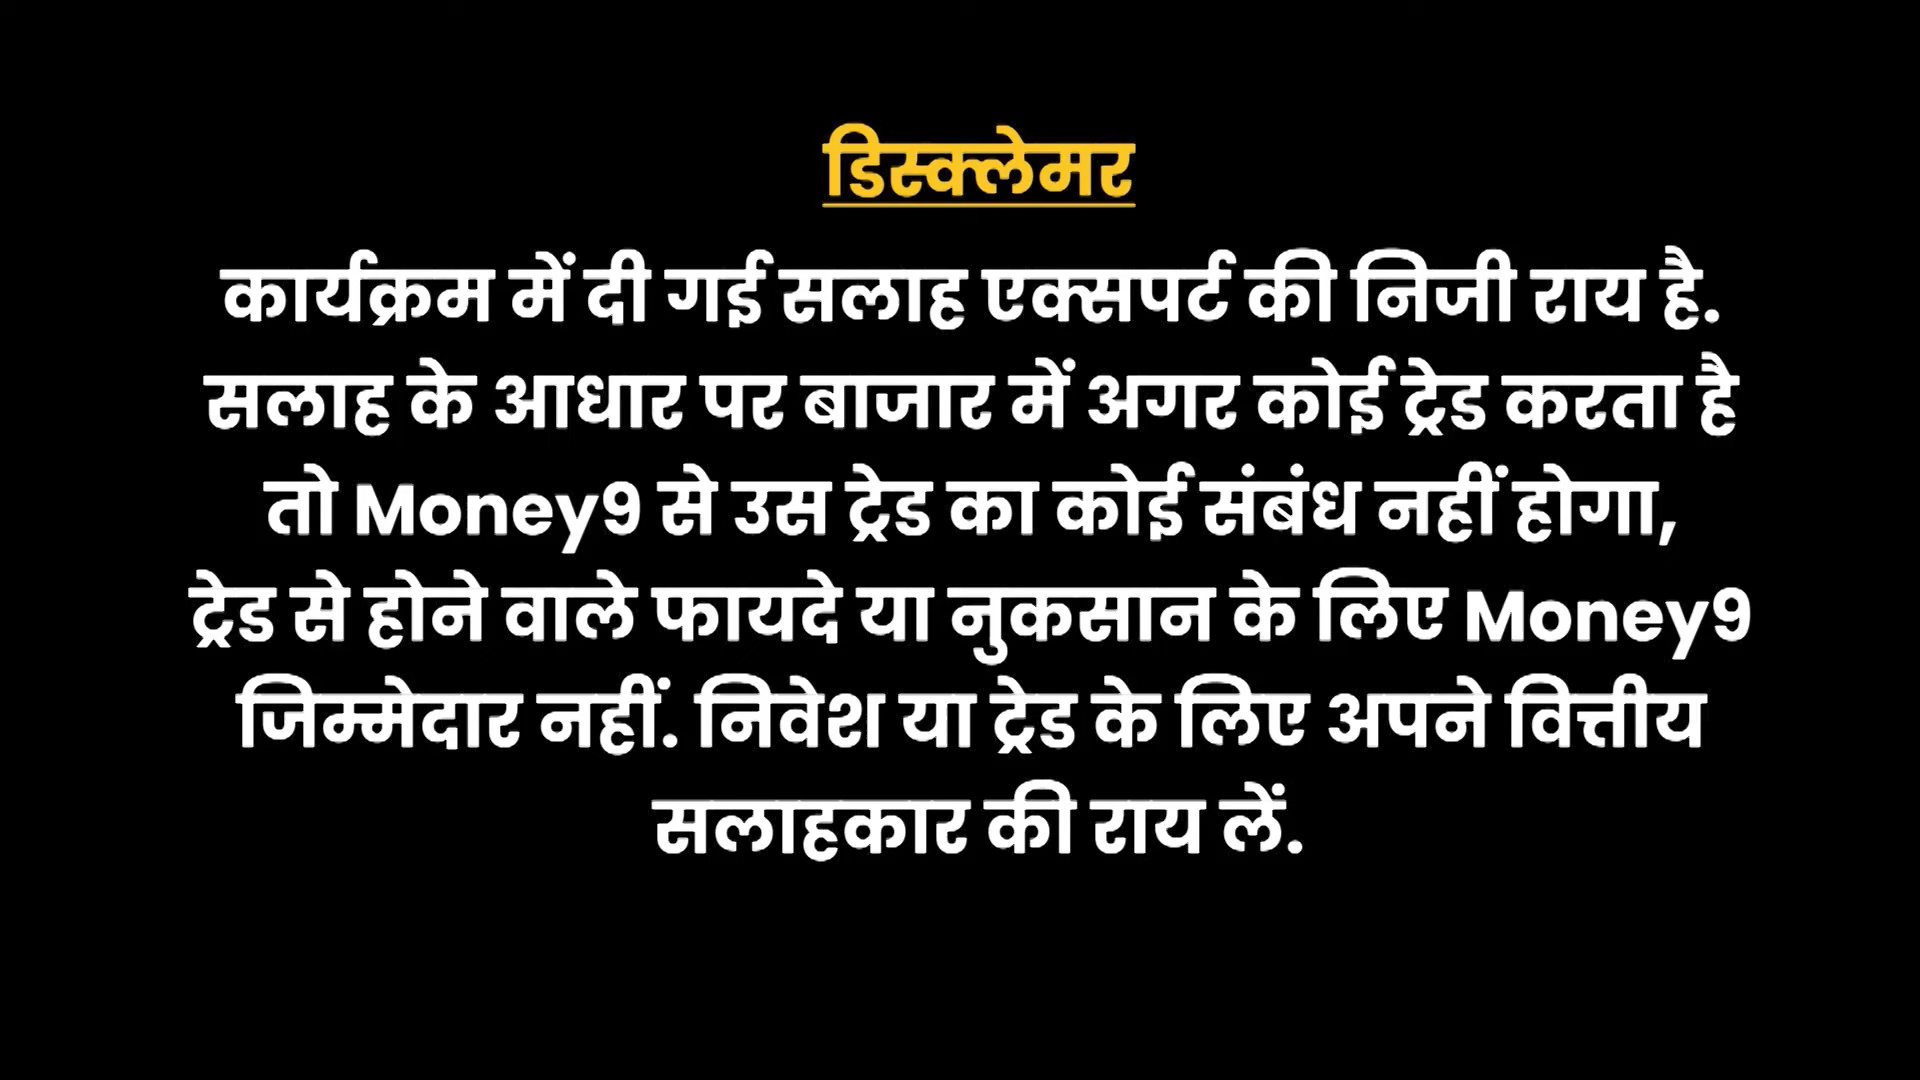 डिस्क्लेमर
कार्यक्रम में दी गई सलाह एक्सपर्ट की निजी राय है.
सलाह के आधार पर बाजार में अगर कोई ट्रेड करता है
तो Money9 से उस ट्रेड का कोई संबंध नहीं होगा,
ट्रेड से होने वाले फायदे या नुकसान के लिए Money9
जिम्मेदार नहीं. निवेश या ट्रेड के लिए अपने वित्तीय
सलाहकार की राय लें.